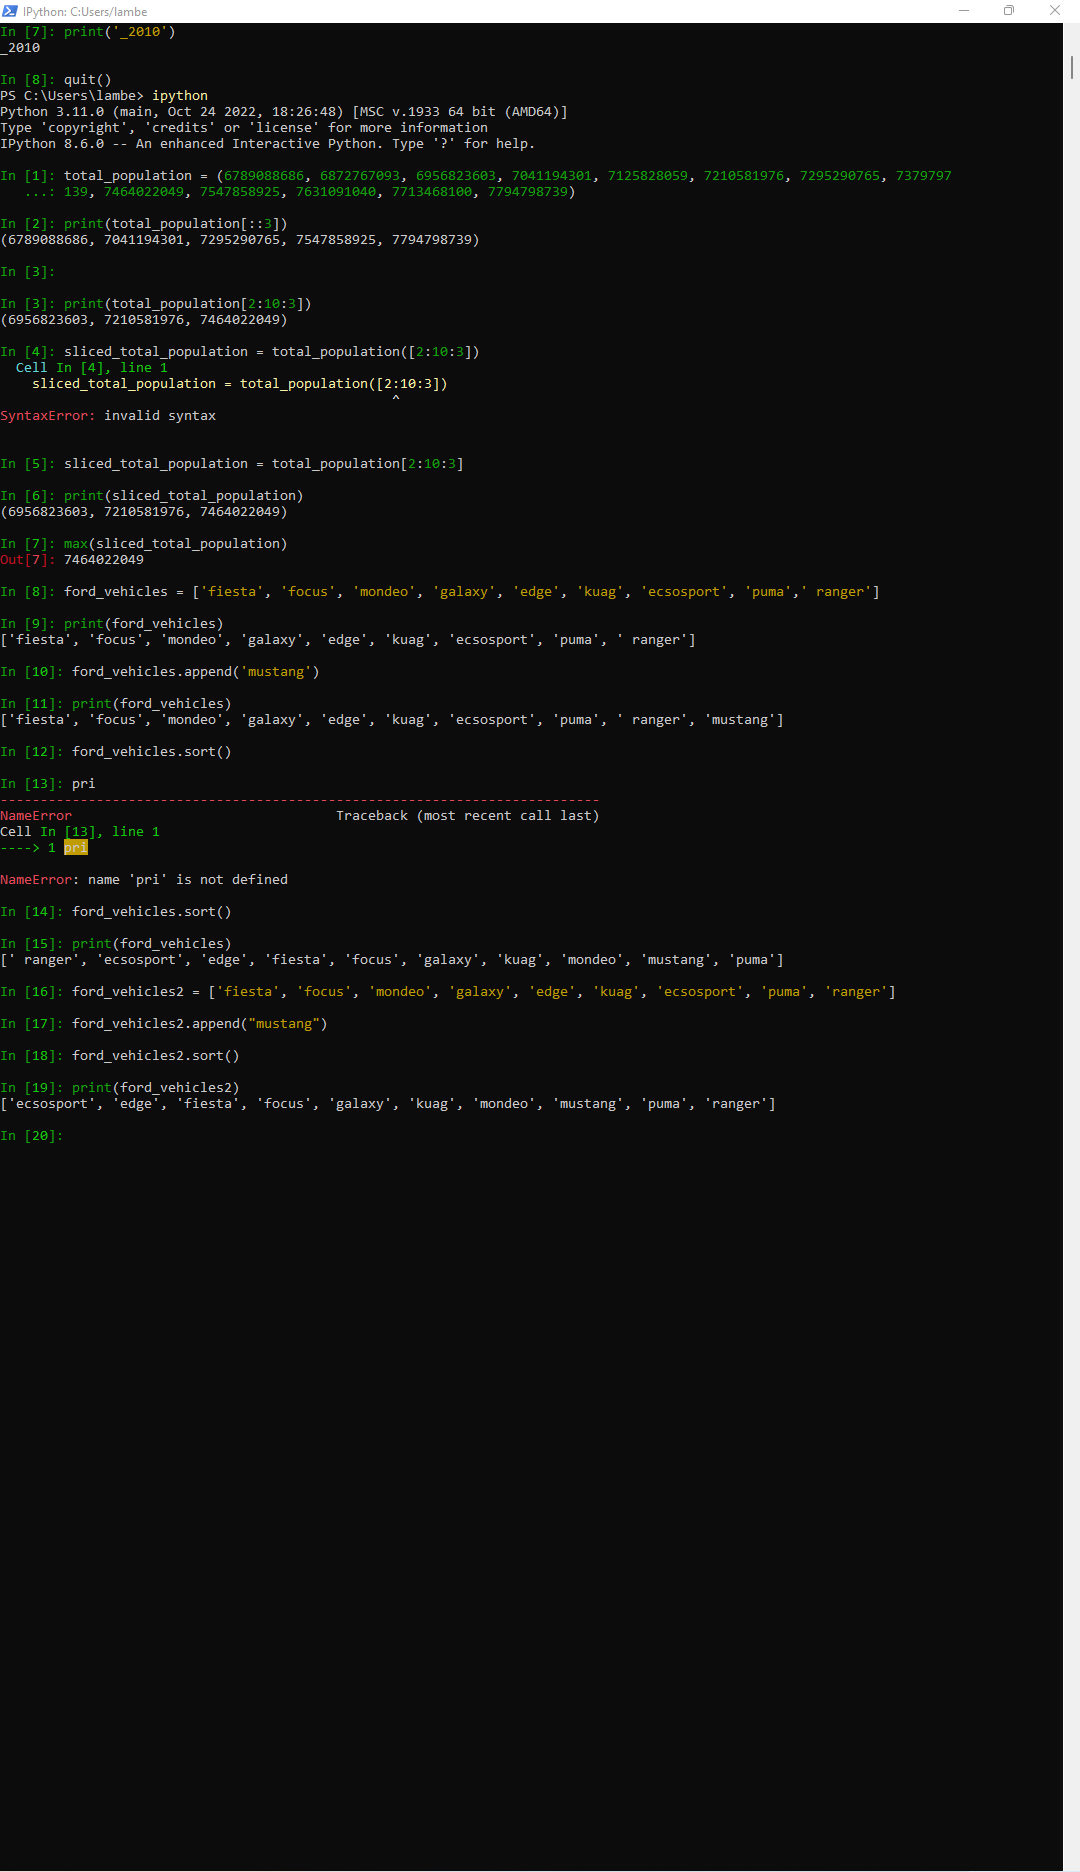 IPython: C:Users/lambe
In [7]: print('_2010')
_2010
In [8]: quit()
PS C:\Users\lambe> ipython
Python 3.11.0 (main, Oct 24 2022, 18:26:48) [MSC v.1933 64 bit (AMD64)]
Type 'copyright', 'credits' or 'license' for more information
IPython 8.6.0 -- An enhanced Interactive Python. Type '?' for help.
In [1]: total_population = (6789088686, 6872767093, 6956823603, 7041194301, 7125828059, 7210581976, 7295290765, 7379797
...: 139, 7464022049, 7547858925, 7631091040, 7713468100, 7794798739)
In [2]: print(total_population[::3])
(6789088686, 7041194301, 7295290765, 7547858925, 7794798739)
In [3]:
In [3]: print(total_population[2:10:3])
(6956823603, 7210581976, 7464022049)
In [4]: sliced_total_population = total_population([2:10:3])
Cell In [4], line 1
sliced_total_population = total_population([2:10:3])
^
SyntaxError: invalid syntax
In [5]: sliced_total_population = total_population[2:10:3]
In [6]: print(sliced_total_population)
(6956823603, 7210581976, 7464022049)
In [7]: max(sliced_total_population)
Out[7]: 7464022049
In [8]: ford_vehicles = ['fiesta', 'focus', 'mondeo', 'galaxy', 'edge', 'kuag', 'ecsosport', 'puma',' ranger']
In [9]: print(ford_vehicles)
['fiesta', 'focus', 'mondeo', 'galaxy', 'edge', 'kuag', 'ecsosport', 'puma', ' ranger']
In [10]: ford_vehicles.append('mustang')
In [11]: print(ford_vehicles)
['fiesta', 'focus', 'mondeo', 'galaxy', 'edge', 'kuag', 'ecsosport', 'puma', ' ranger', 'mustang']
In [12]: ford_vehicles.sort()
In [13]: pri
---------------------------------------------------------------------------
NameError                                 Traceback (most recent call last)
Cell In [13], line 1
----> 1 pri
NameError: name 'pri' is not defined
In [14]: ford_vehicles.sort()
In [15]: print(ford_vehicles)
[' ranger', 'ecsosport', 'edge', 'fiesta', 'focus', 'galaxy', 'kuag', 'mondeo', 'mustang', 'puma']
In [16]: ford_vehicles2 = ['fiesta', 'focus', 'mondeo', 'galaxy', 'edge', 'kuag', 'ecsosport', 'puma', 'ranger']
In [17]: ford_vehicles2.append("mustang")
In [18]: ford_vehicles2.sort()
In [19]: print(ford_vehicles2)
['ecsosport', 'edge', 'fiesta', 'focus', 'galaxy', 'kuag', 'mondeo', 'mustang', 'puma', 'ranger']
In [20]: